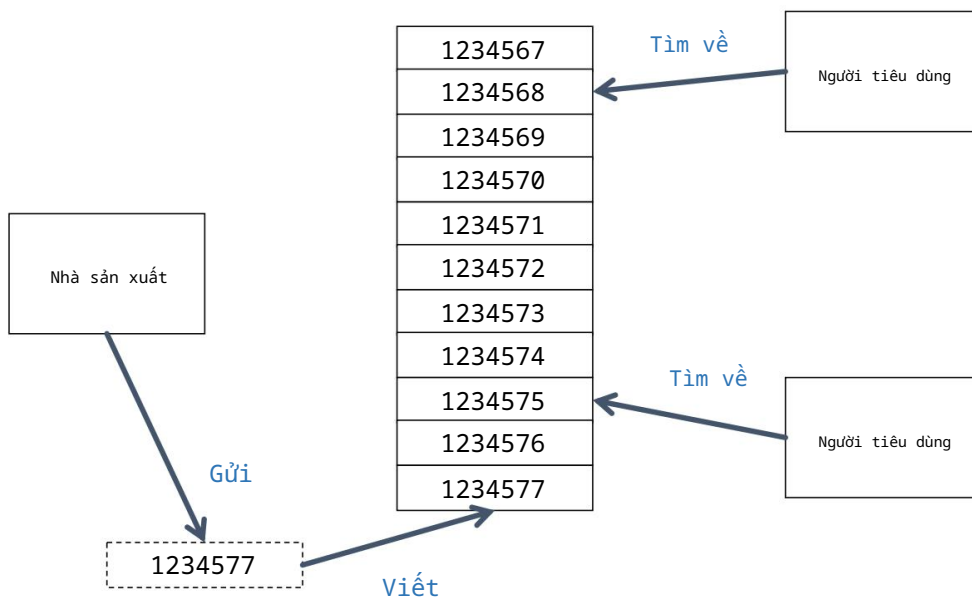 1234567
Tìm về
1234568
Người tiêu dùng
1234569
1234570
1234571
1234572
Nhà sản xuất
1234573
1234574
Tìm về
1234575
1234576
Người tiêu dùng
Gửi
1234577
1234577
Viết